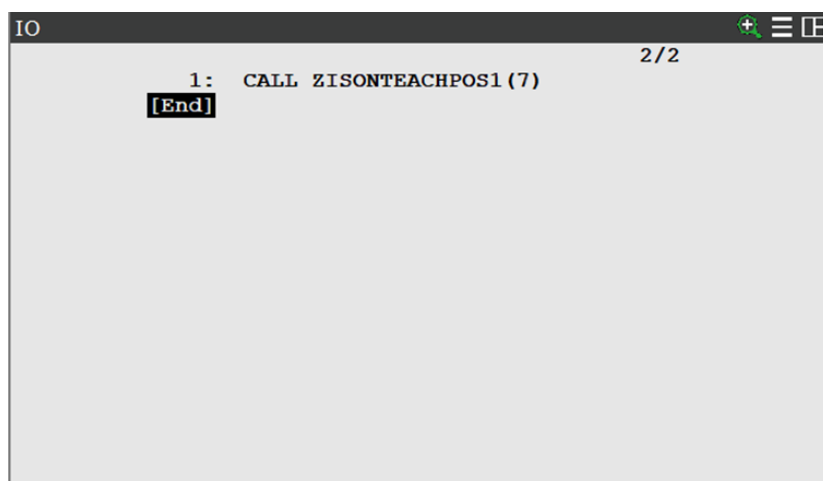 IO
2/2
1: CALL ZISONTEACHPOS1(7)
[End]